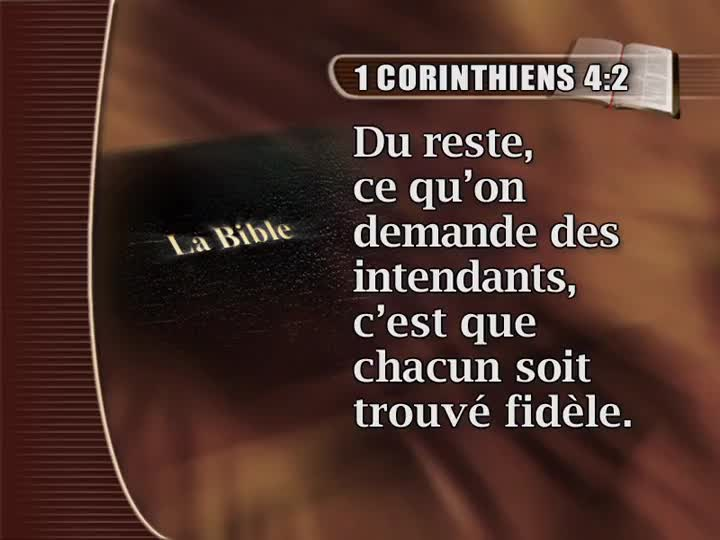 1 CORINTHIENS 4:2
Du reste,
ce qu’on
demande des
intendants,
c’est que
chacun soit
trouvé fidèle.
La Bible